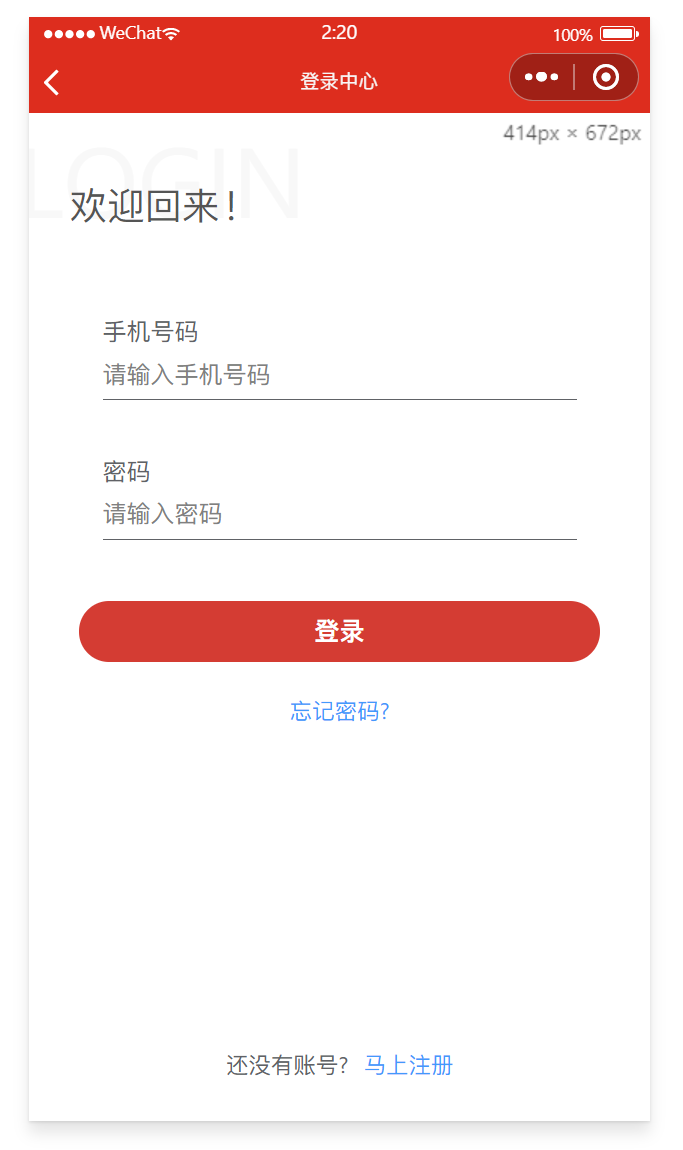 WeChat 2:20 100%
登录中心
414px × 672px
LOGIN
欢迎回来！
手机号码
请输入手机号码
密码
请输入密码
登录
忘记密码?
还没有账号? 马上注册